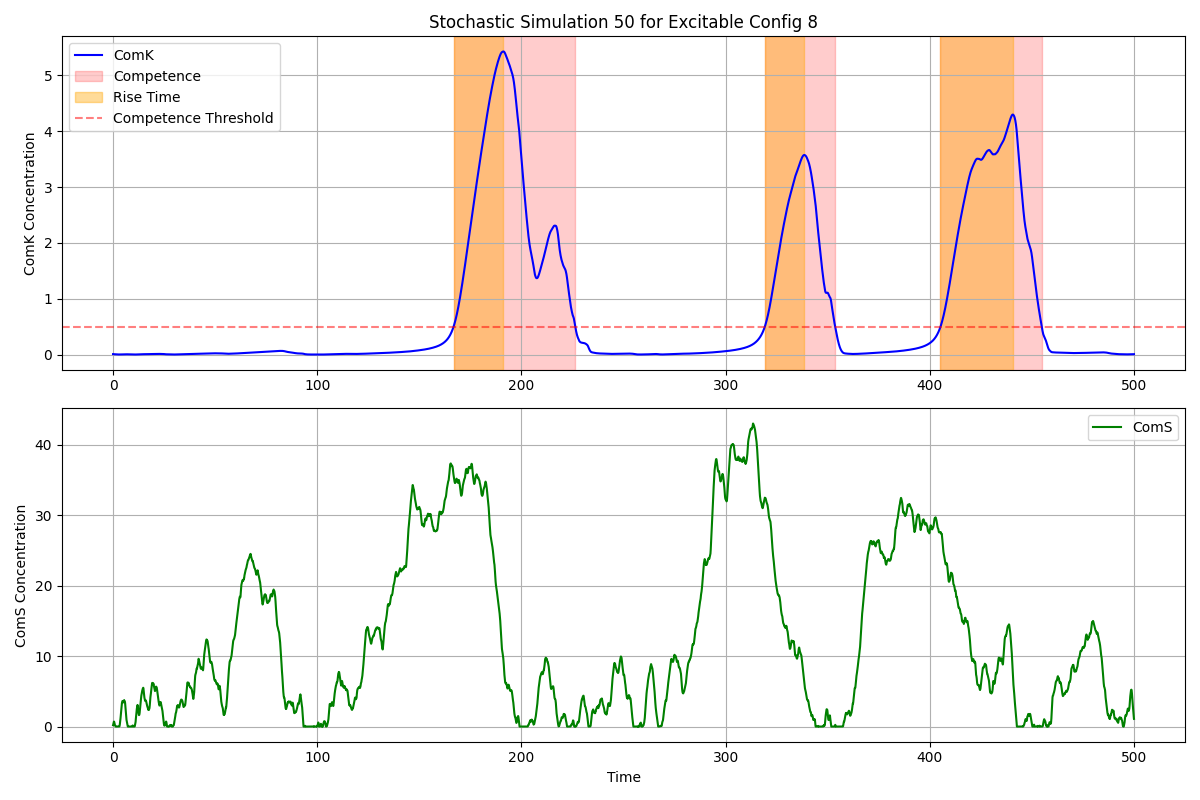 Stochastic Simulation 50 for Excitable Config 8
ComK
Competence
Rise Time
Competence Threshold
ComK Concentration
5
4
3
2
1
0
0 100 200 300 400 500
ComS
ComS Concentration
40
30
20
10
0
0 100 200 300 400 500
Time